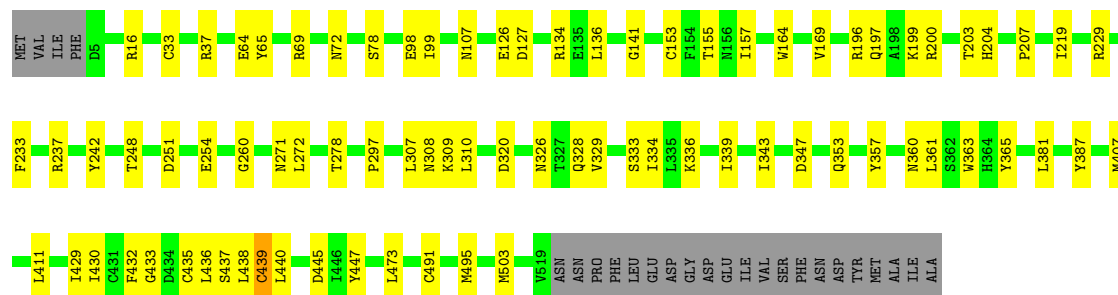 MET VAL ILE PHE D5 R16 C33 R37 E64 Y65 R69 N72 S78 E98 I99 N107 E126 D127 R134 E135 L136 G141 C153 F154 T155 N156 I157 W164 V169 R196 Q197 A198 K199 R200 T203 H204 P207 I219 R229
F233 R237 Y242 T248 D251 E254 G260 N271 L272 T278 P297 L307 N308 K309 L310 D320 N326 T327 Q328 V329 S333 I334 L335 K336 I339 I343 D347 Q353 Y357 N360 L361 S362 W363 H364 Y365 L381 Y387 M407
L411 I429 I430 C431 F432 G433 D434 C435 L436 S437 L438 C439 L440 D445 I446 Y447 L473 C491 M495 M503 V519 ASN ASN PRO PHE LEU GLU ASP GLY ASP GLU ILE VAL SER PHE ASN ASP TYR MET ALA ILE ALA